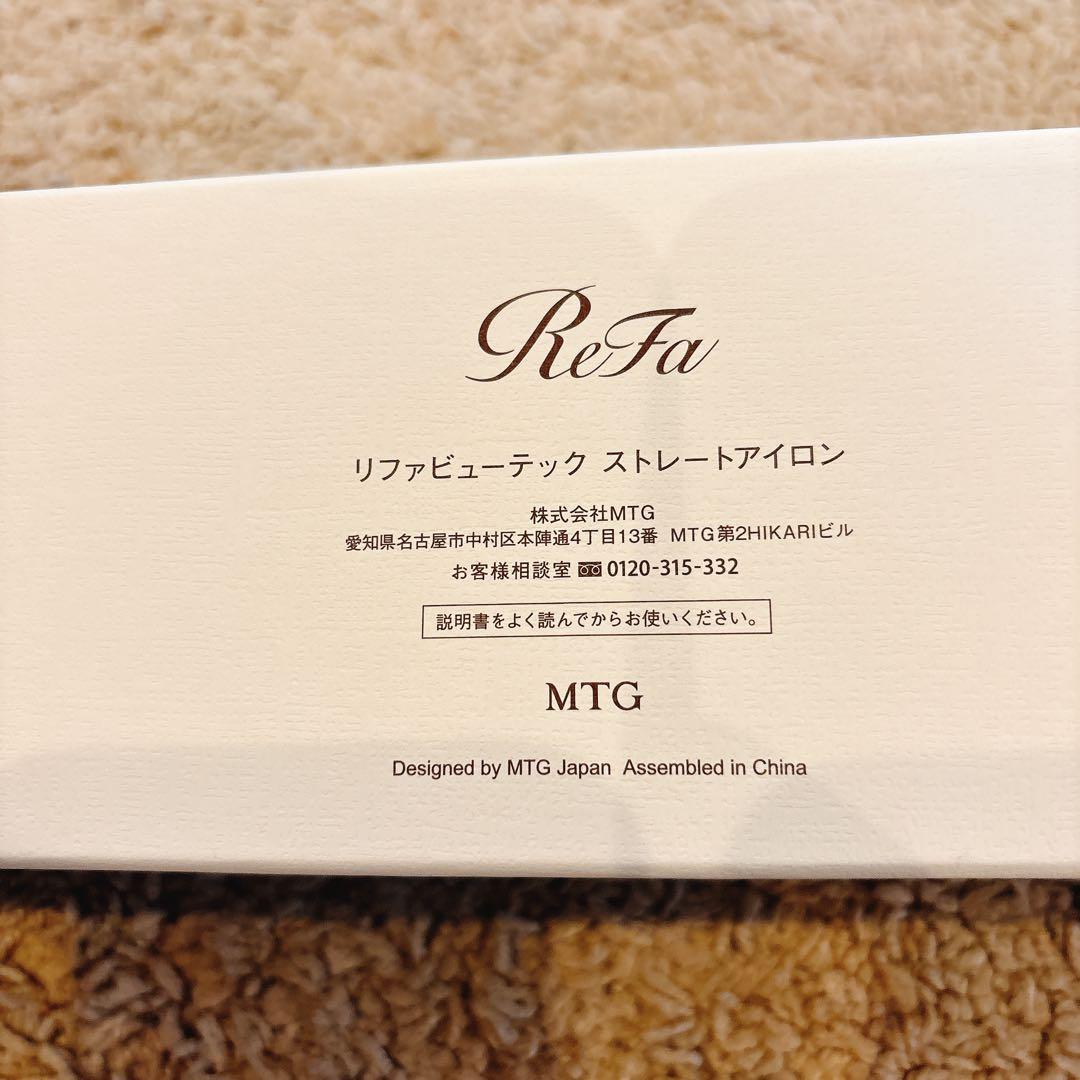 ReFa
リファビューテック ストレートアイロン
株式会社MTG
愛知県名古屋市中村区本陣通4丁目13番 MTG第2HIKARIビル
お客様相談室 0120-315-332
説明書をよく読んでからお使いください。
MTG
Designed by MTG Japan Assembled in China